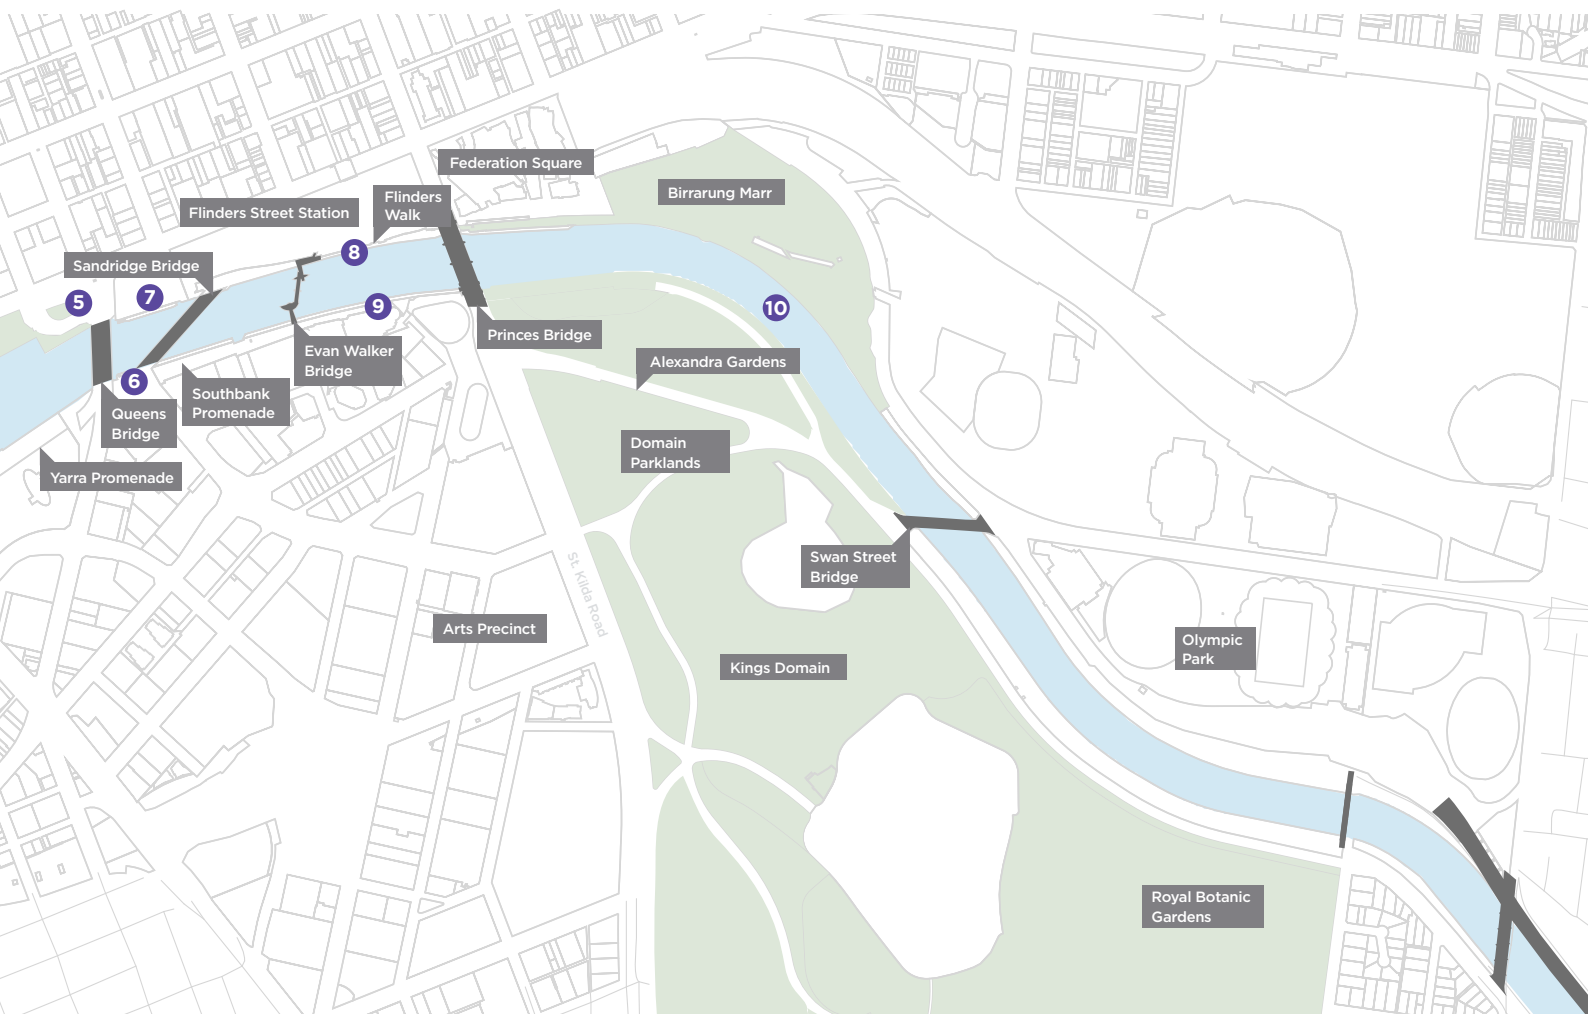 Federation Square
Birrarung Marr
Flinders
Walk
Flinders Street Station
8
Sandridge Bridge
5
7
9
10
Princes Bridge
Evan Walker
Bridge
Alexandra Gardens
6
Southbank
Promenade
Queens
Bridge
Domain
Parklands
Yarra Promenade
Swan Street
Bridge
St. Kilda Road
Arts Precinct
Olympic
Park
Kings Domain
Royal Botanic
Gardens